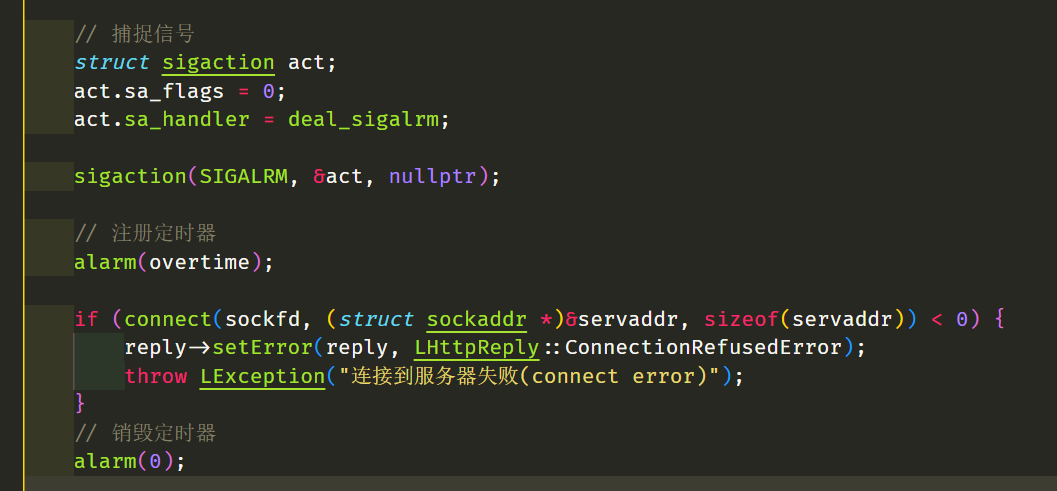 // 捕捉信号
struct sigaction act;
act.sa_flags = 0;
act.sa_handler = deal_sigalrm;
sigaction(SIGALRM, &act, nullptr);
// 注册定时器
alarm(overtime);
if (connect(sockfd, (struct sockaddr *)&servaddr, sizeof(servaddr)) < 0) {
reply->setError(reply, LHttpReply::ConnectionRefusedError);
throw LException("连接到服务器失败(connect error)");
}
// 销毁定时器
alarm(0);